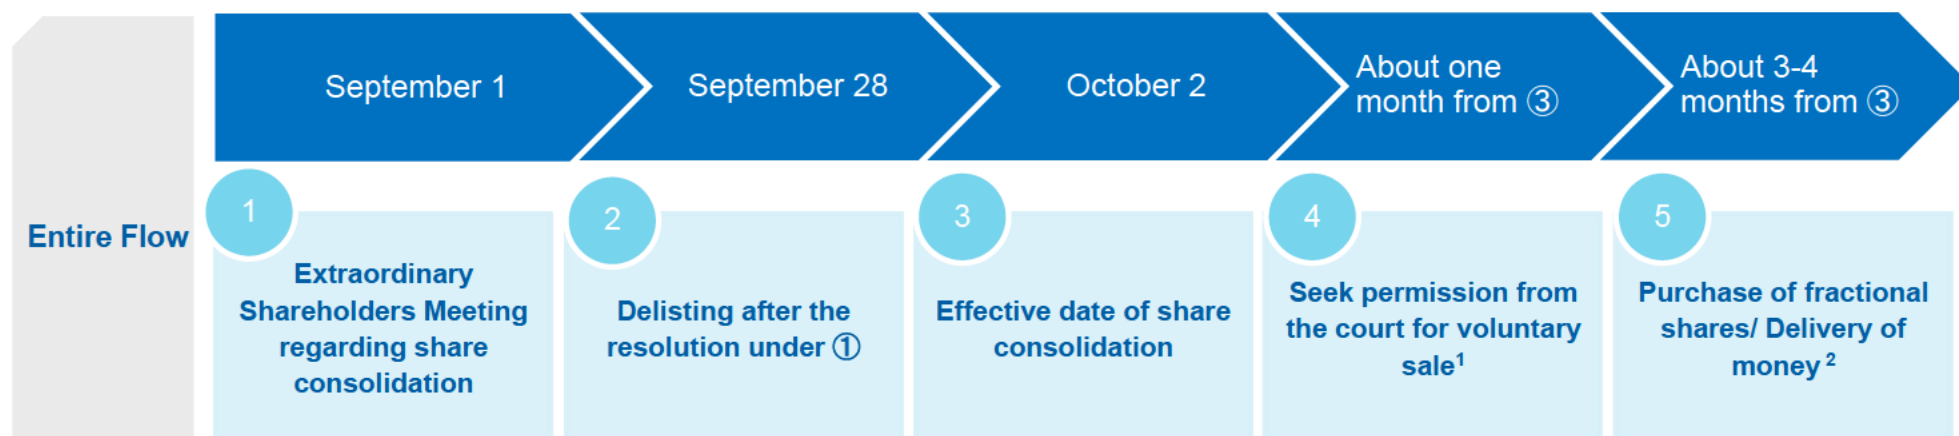 September 1
September 28
October 2
About one
month from ③
About 3-4
months from ③
Entire Flow
1
Extraordinary
Shareholders Meeting
regarding share
consolidation
2
Delisting after the
resolution under ①
3
Effective date of share
consolidation
4
Seek permission from
the court for voluntary
sale¹
5
Purchase of fractional
shares/ Delivery of
money ²